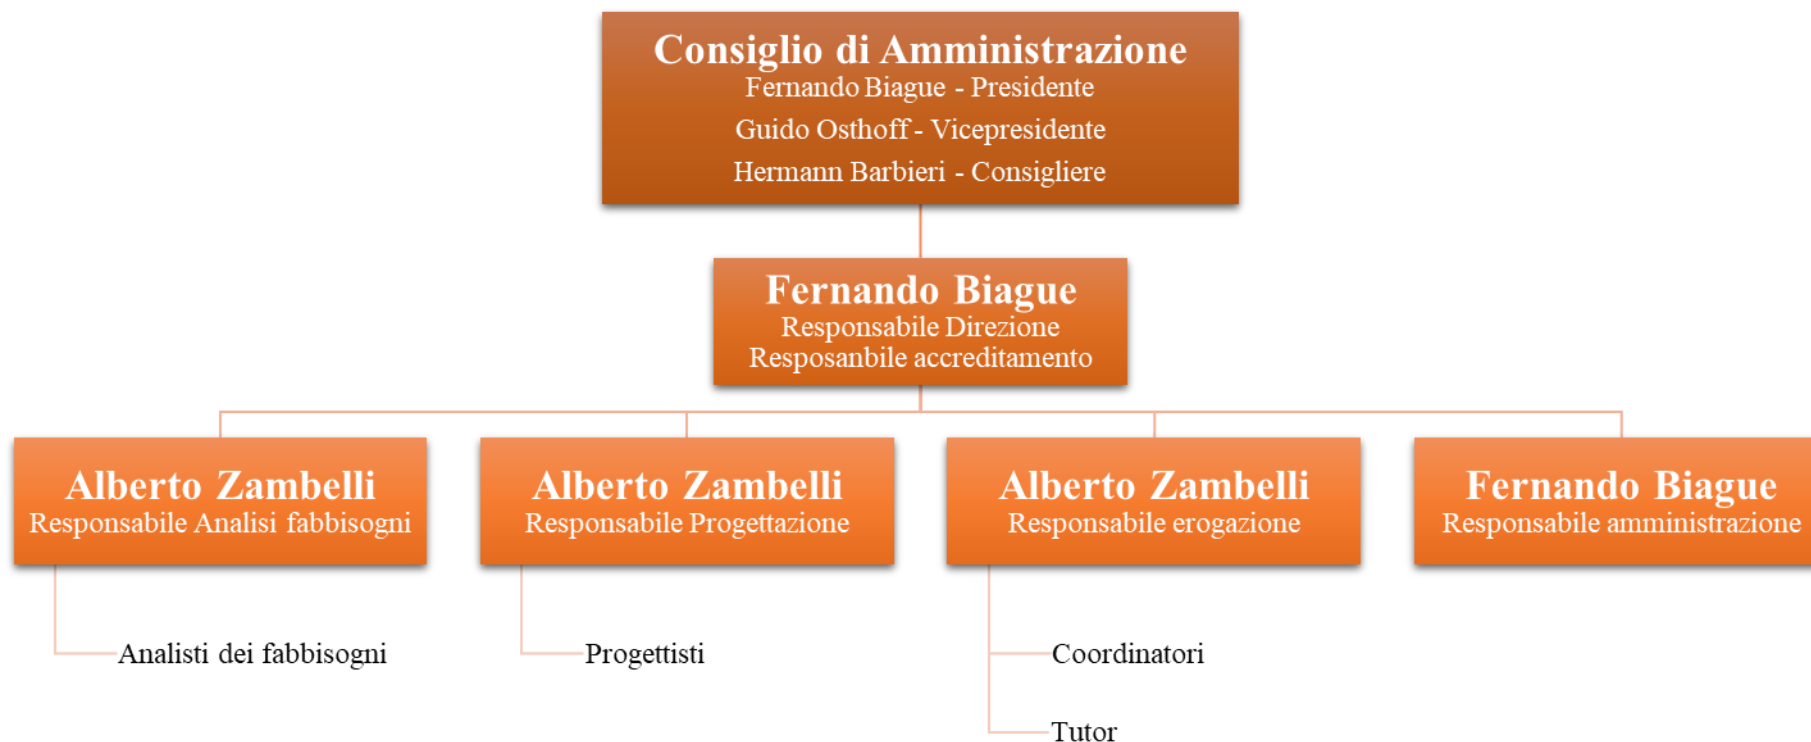 Consiglio di Amministrazione
Fernando Biague - Presidente
Guido Osthoff - Vicepresidente
Hermann Barbieri - Consigliere
Fernando Biague
Responsabile Direzione
Resposanbile accreditamento
Alberto Zambelli
Responsabile Analisi fabbisogni
Alberto Zambelli
Responsabile Progettazione
Alberto Zambelli
Responsabile erogazione
Fernando Biague
Responsabile amministrazione
Analisti dei fabbisogni
Progettisti
Coordinatori
Tutor